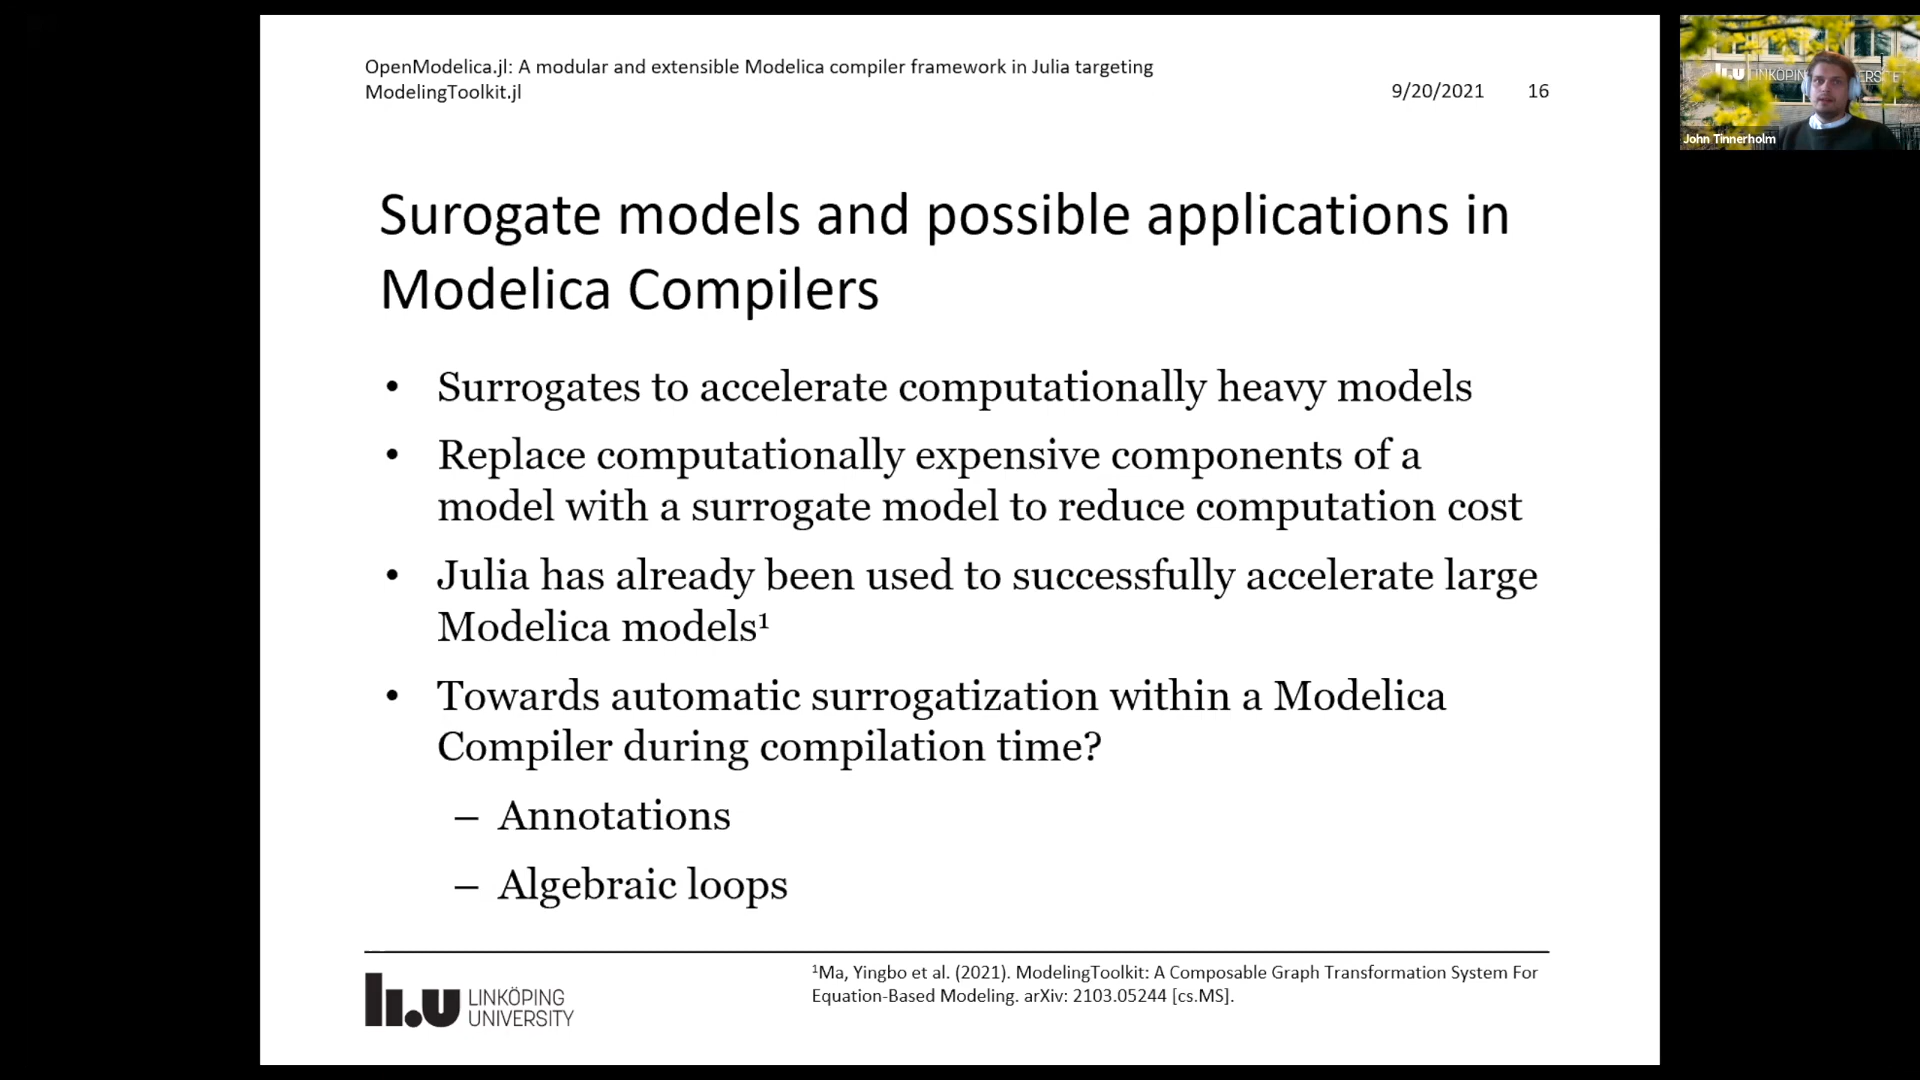 OpenModelica.jl: A modular and extensible Modelica compiler framework in Julia targeting
ModelingToolkit.jl
9/20/2021 16
Surogate models and possible applications in
Modelica Compilers
• Surrogates to accelerate computationally heavy models
• Replace computationally expensive components of a
model with a surrogate model to reduce computation cost
• Julia has already been used to successfully accelerate large
Modelica models¹
• Towards automatic surrogatization within a Modelica
Compiler during compilation time?
– Annotations
– Algebraic loops
¹Ma, Yingbo et al. (2021). ModelingToolkit: A Composable Graph Transformation System For
Equation-Based Modeling. arXiv: 2103.05244 [cs.MS].
li.u LINKÖPING
UNIVERSITY
John Tinnerholm